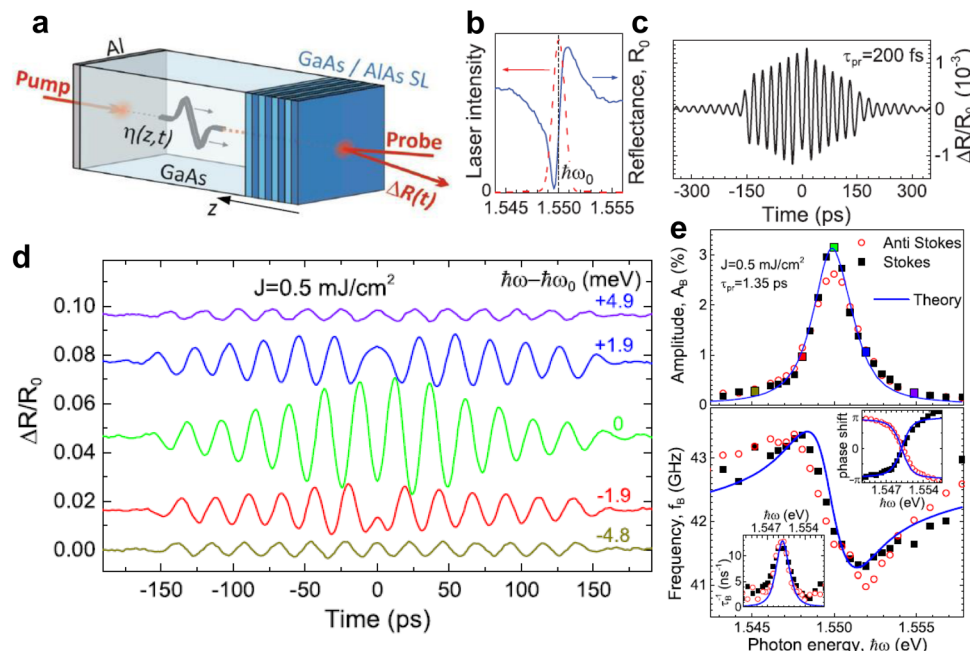 a
Al
GaAs / AlAs SL
Pump
η(z,t)
Probe
ΔR(t)
GaAs
z
b
Laser intensity
Reflectance, R0
ħω0
0
1.545 1.550 1.555
c
τpr=200 fs
1
0
-1
ΔR/R0 (10-3)
-300 -150 0 150 300
Time (ps)
d
J=0.5 mJ/cm2
ħω−ħω0 (meV)
+4.9
+1.9
0
-1.9
-4.8
0.10
0.08
0.06
0.04
0.02
0.00
ΔR/R0
-150 -100 -50 0 50 100 150
Time (ps)
e
J=0.5 mJ/cm2
τpr=1.35 ps
Anti Stokes
Stokes
Theory
3
2
1
0
Amplitude, AB (%)
43
42
41
Frequency, fB (GHz)
π
0
-π
phase shift
1.547 1.554
ħω (eV)
ħω (eV)
1.547 1.554
10
5
0
τB-1 (ns-1)
1.545 1.550 1.555
Photon energy, ħω (eV)